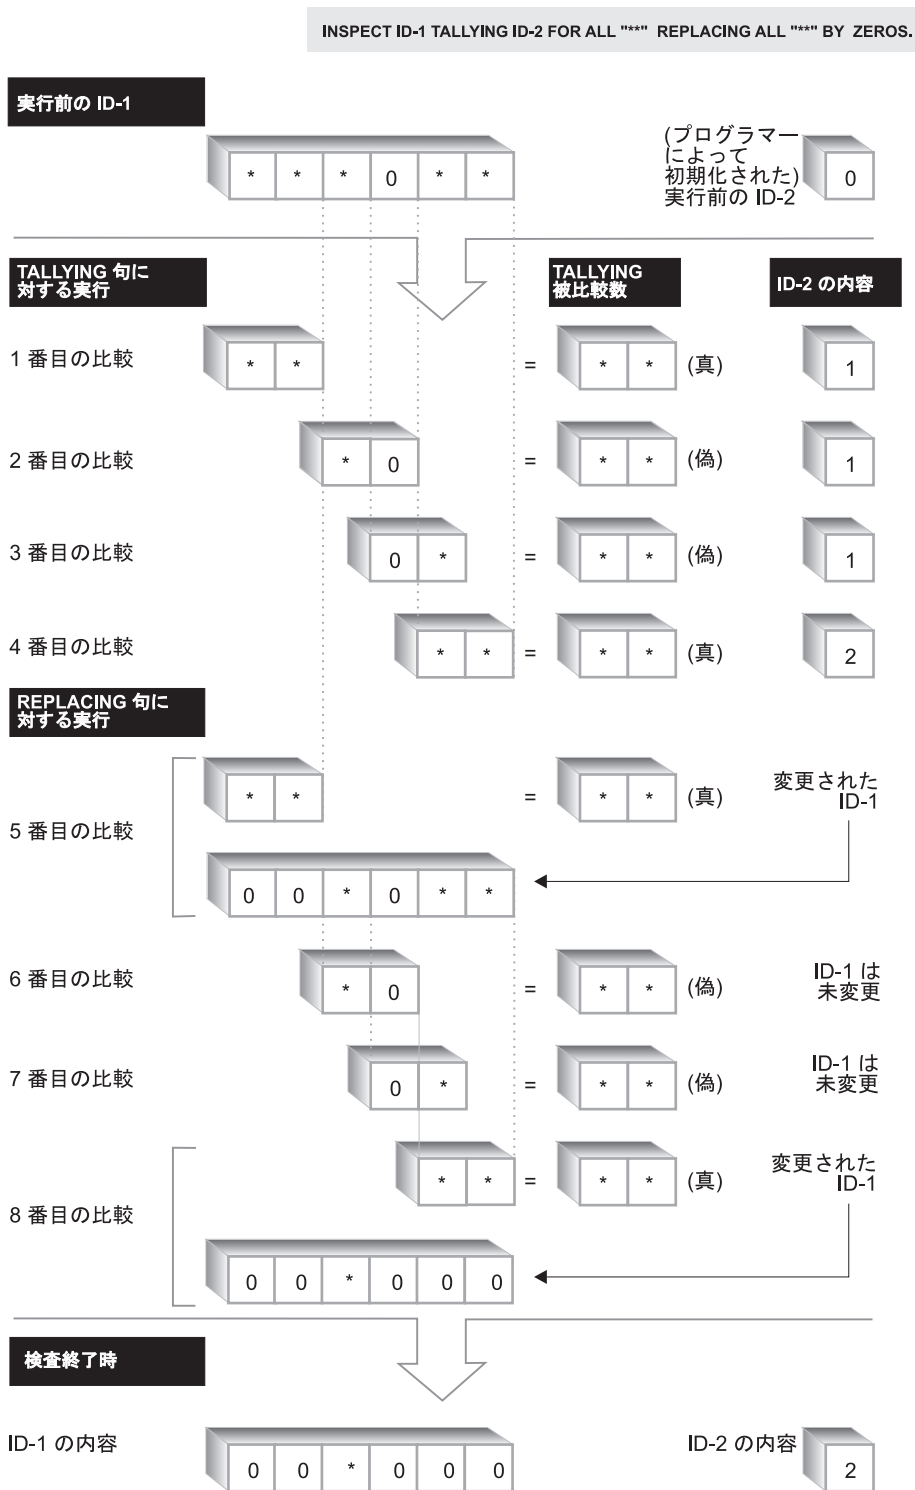 INSPECT ID-1 TALLYING ID-2 FOR ALL "**" REPLACING ALL "**" BY ZEROS.
実行前の ID-1
* * * 0 * *
(プログラマー
によって
初期化された)
実行前の ID-2
0
TALLYING 句に
対する実行
TALLYING
被比較数
ID-2 の内容
1 番目の比較
* * = * * (真) 1
2 番目の比較
* 0 = * * (偽) 1
3 番目の比較
0 * = * * (偽) 1
4 番目の比較
* * = * * (真) 2
REPLACING 句に
対する実行
5 番目の比較
* * = * * (真)
変更された
ID-1
0 0 * 0 * *
6 番目の比較
* 0 = * * (偽)
ID-1 は
未変更
7 番目の比較
0 * = * * (偽)
ID-1 は
未変更
8 番目の比較
* * = * * (真)
変更された
ID-1
0 0 * 0 0 0
検査終了時
ID-1 の内容
0 0 * 0 0 0
ID-2 の内容
2